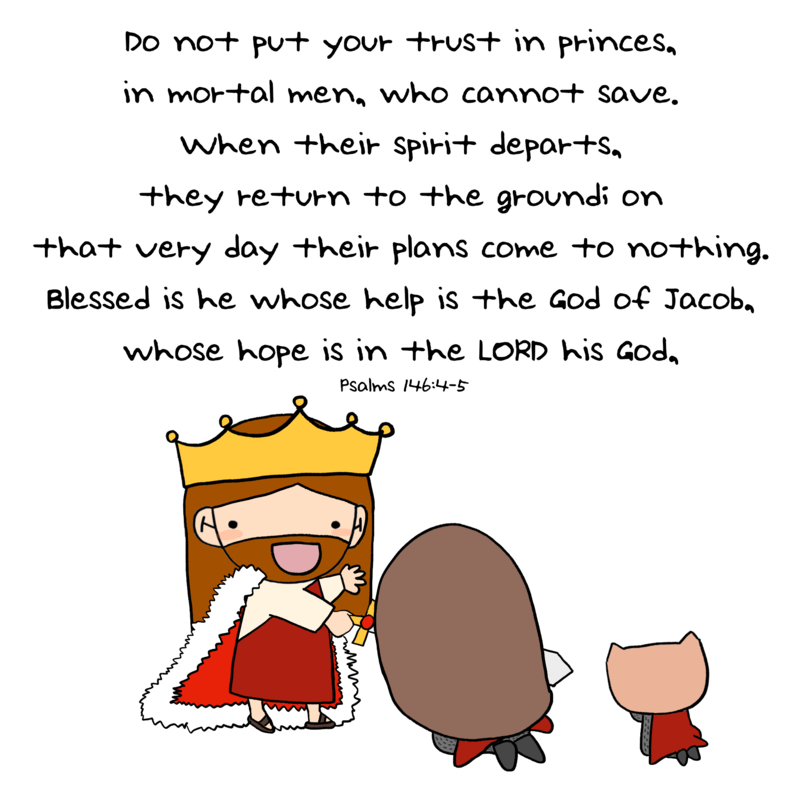 Do not put your trust in princes,
in mortal men, who cannot save.
When their spirit departs,
they return to the groundi on
that very day their plans come to nothing.
Blessed is he whose help is the God of Jacob,
whose hope is in the LORD his God,
Psalms 146:4-5